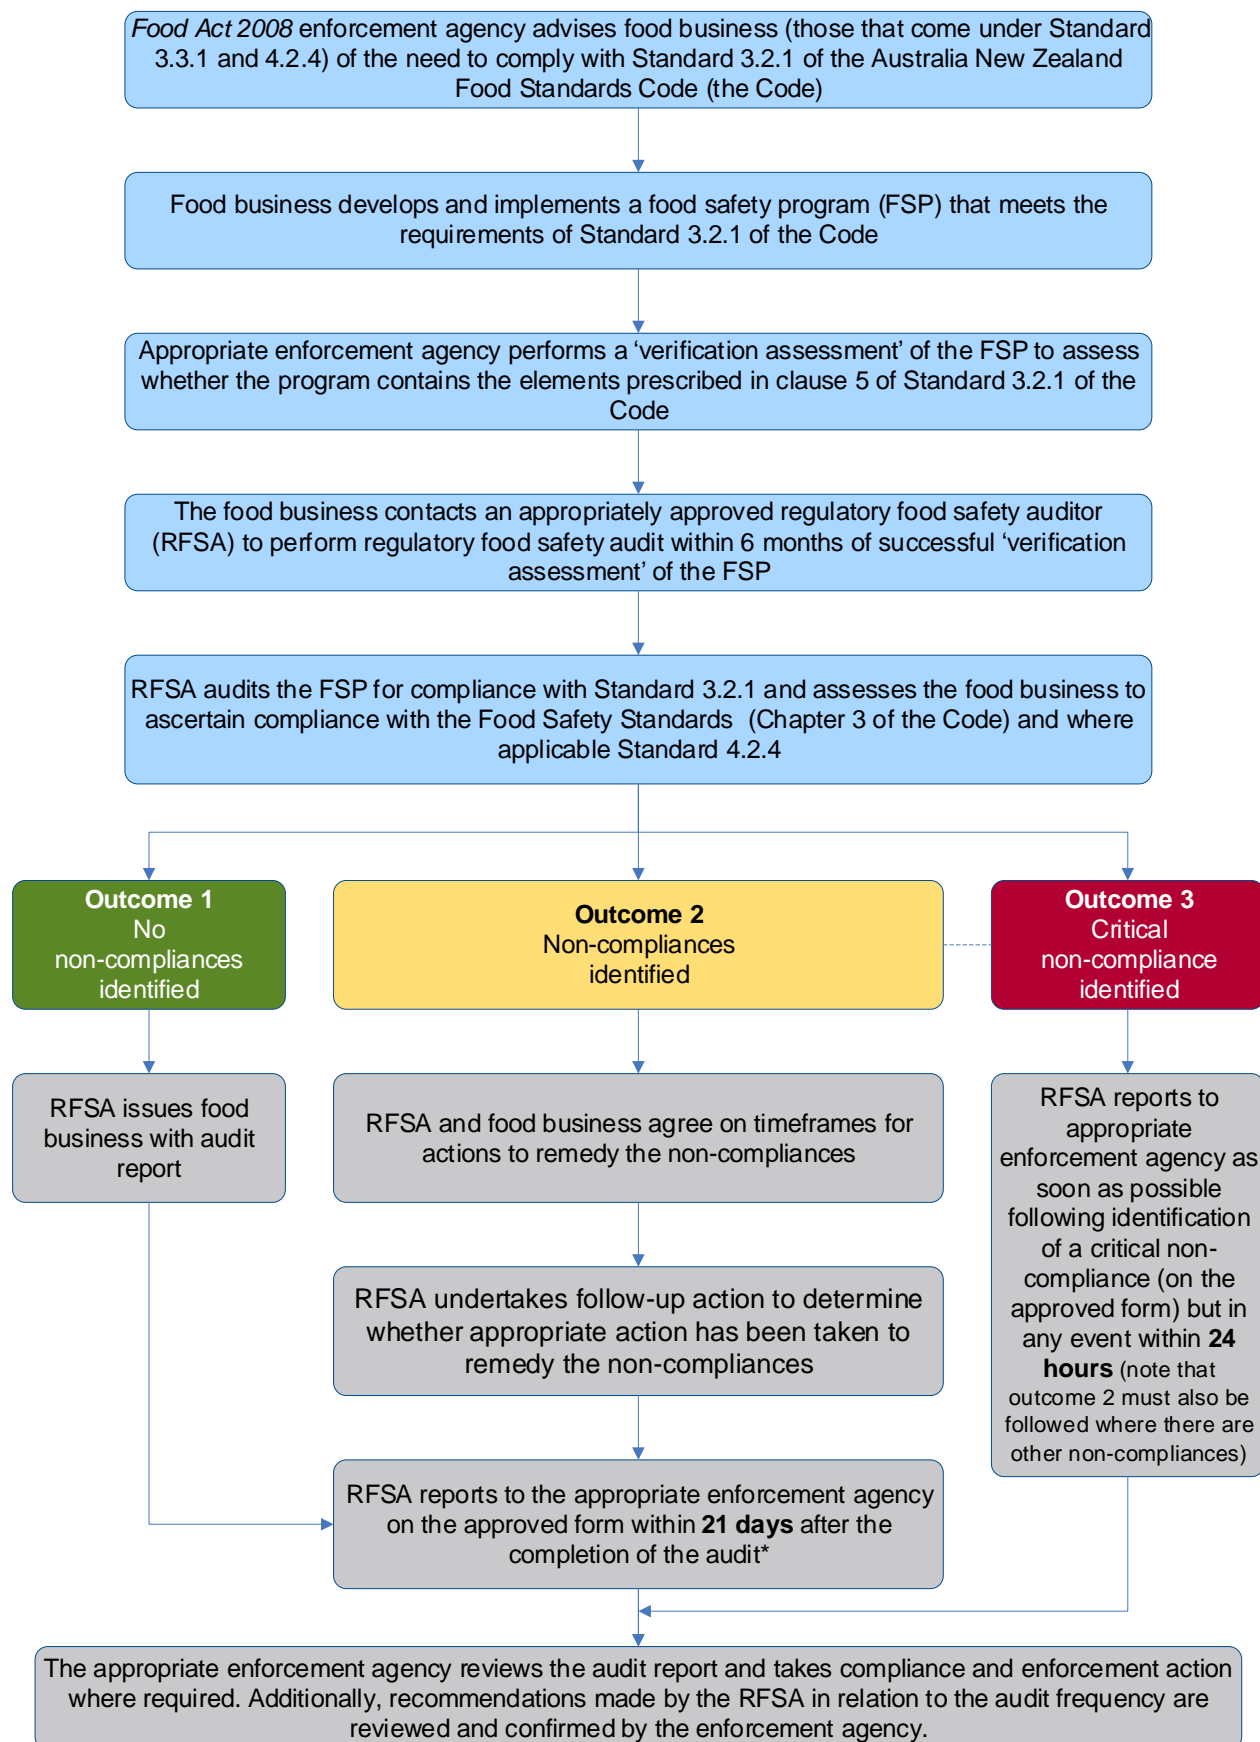 Food Act 2008 enforcement agency advises food business (those that come under Standard
3.3.1 and 4.2.4) of the need to comply with Standard 3.2.1 of the Australia New Zealand
Food Standards Code (the Code)
Food business develops and implements a food safety program (FSP) that meets the
requirements of Standard 3.2.1 of the Code
Appropriate enforcement agency performs a ‘verification assessment’ of the FSP to assess
whether the program contains the elements prescribed in clause 5 of Standard 3.2.1 of the
Code
The food business contacts an appropriately approved regulatory food safety auditor
(RFSA) to perform regulatory food safety audit within 6 months of successful ‘verification
assessment’ of the FSP
RFSA audits the FSP for compliance with Standard 3.2.1 and assesses the food business to
ascertain compliance with the Food Safety Standards (Chapter 3 of the Code) and where
applicable Standard 4.2.4
Outcome 1
No
non-compliances
identified
Outcome 2
Non-compliances
identified
Outcome 3
Critical
non-compliance
identified
RFSA issues food
business with audit
report
RFSA and food business agree on timeframes for
actions to remedy the non-compliances
RFSA reports to
appropriate
enforcement agency as
soon as possible
following identification
of a critical non-
compliance (on the
approved form) but in
any event within 24
hours (note that
outcome 2 must also be
followed where there are
other non-compliances)
RFSA undertakes follow-up action to determine
whether appropriate action has been taken to
remedy the non-compliances
RFSA reports to the appropriate enforcement agency
on the approved form within 21 days after the
completion of the audit*
The appropriate enforcement agency reviews the audit report and takes compliance and enforcement action
where required. Additionally, recommendations made by the RFSA in relation to the audit frequency are
reviewed and confirmed by the enforcement agency.